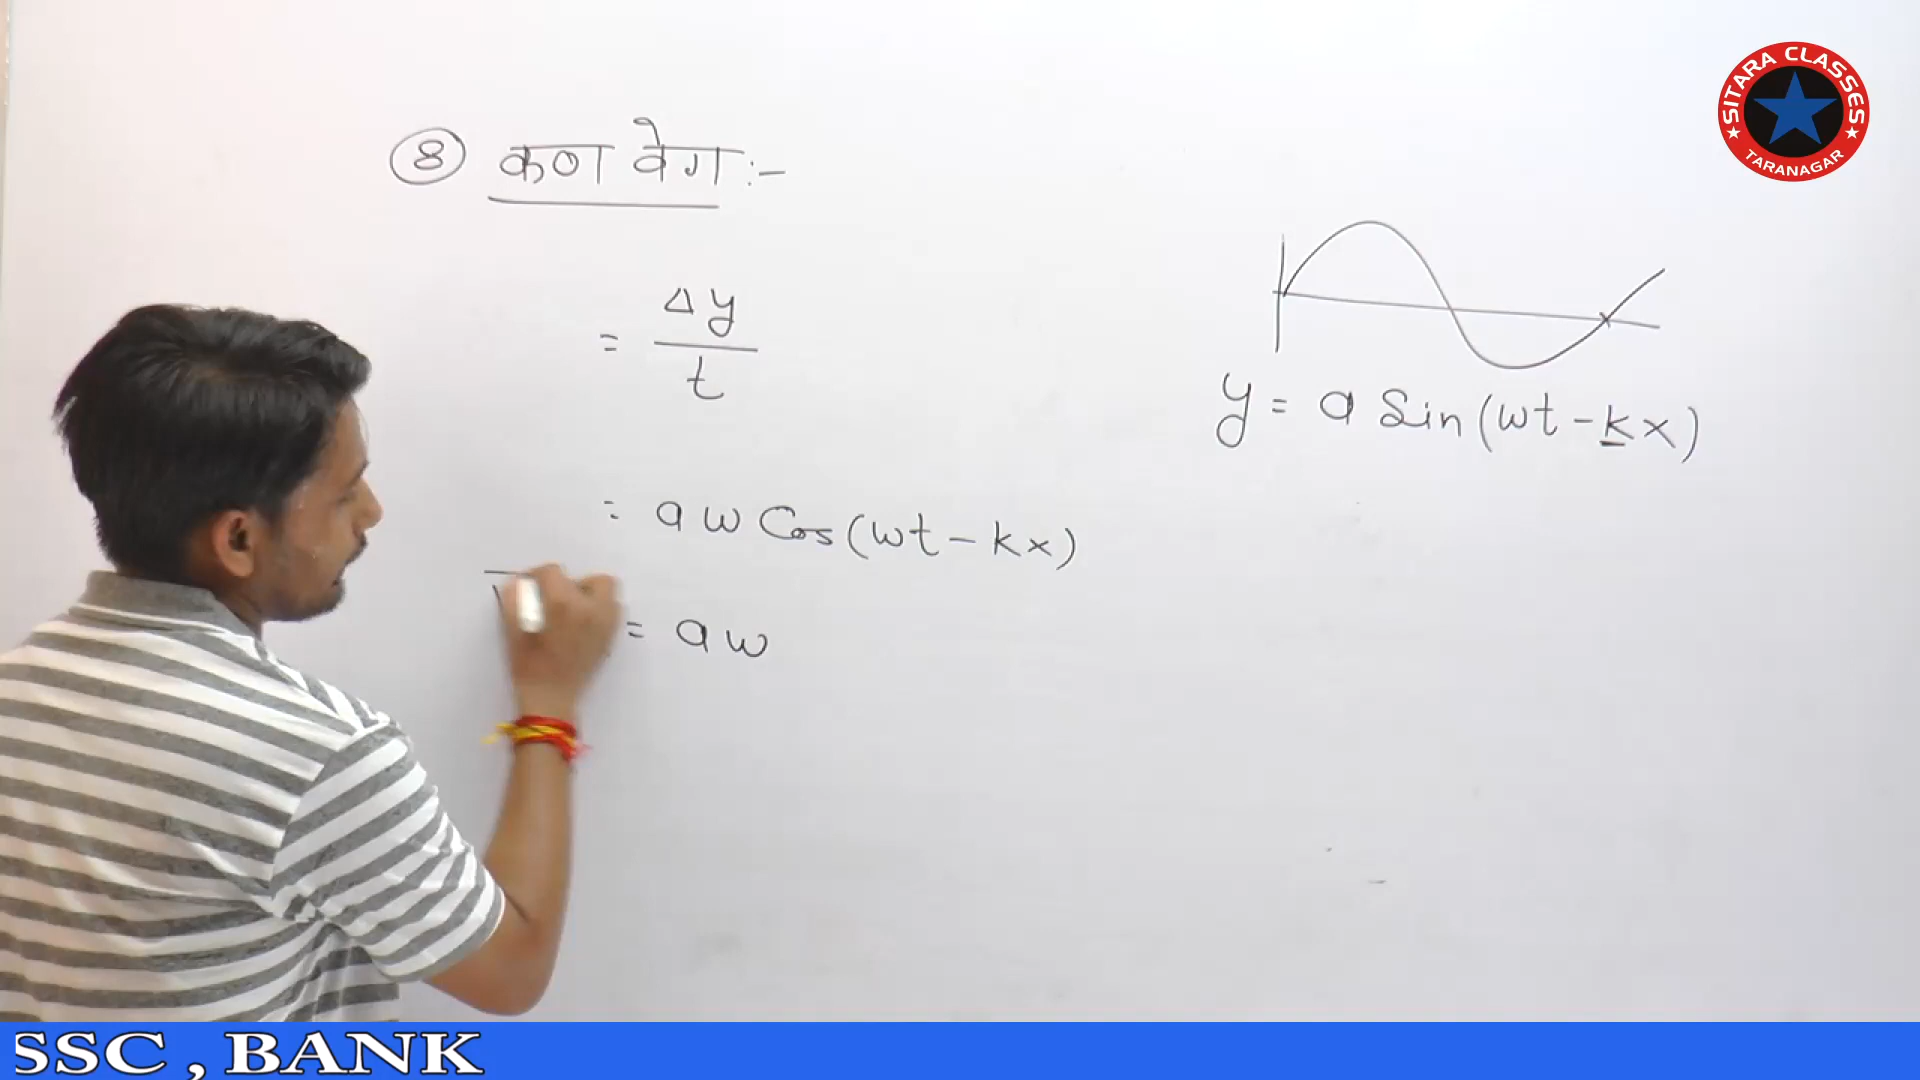 SITARA CLASSES
TARANAGAR
8 कण वेग :-
= Δy / t
y = a Sin(ωt - kx)
= a ω Cos(ωt - kx)
= a ω
SSC , BANK